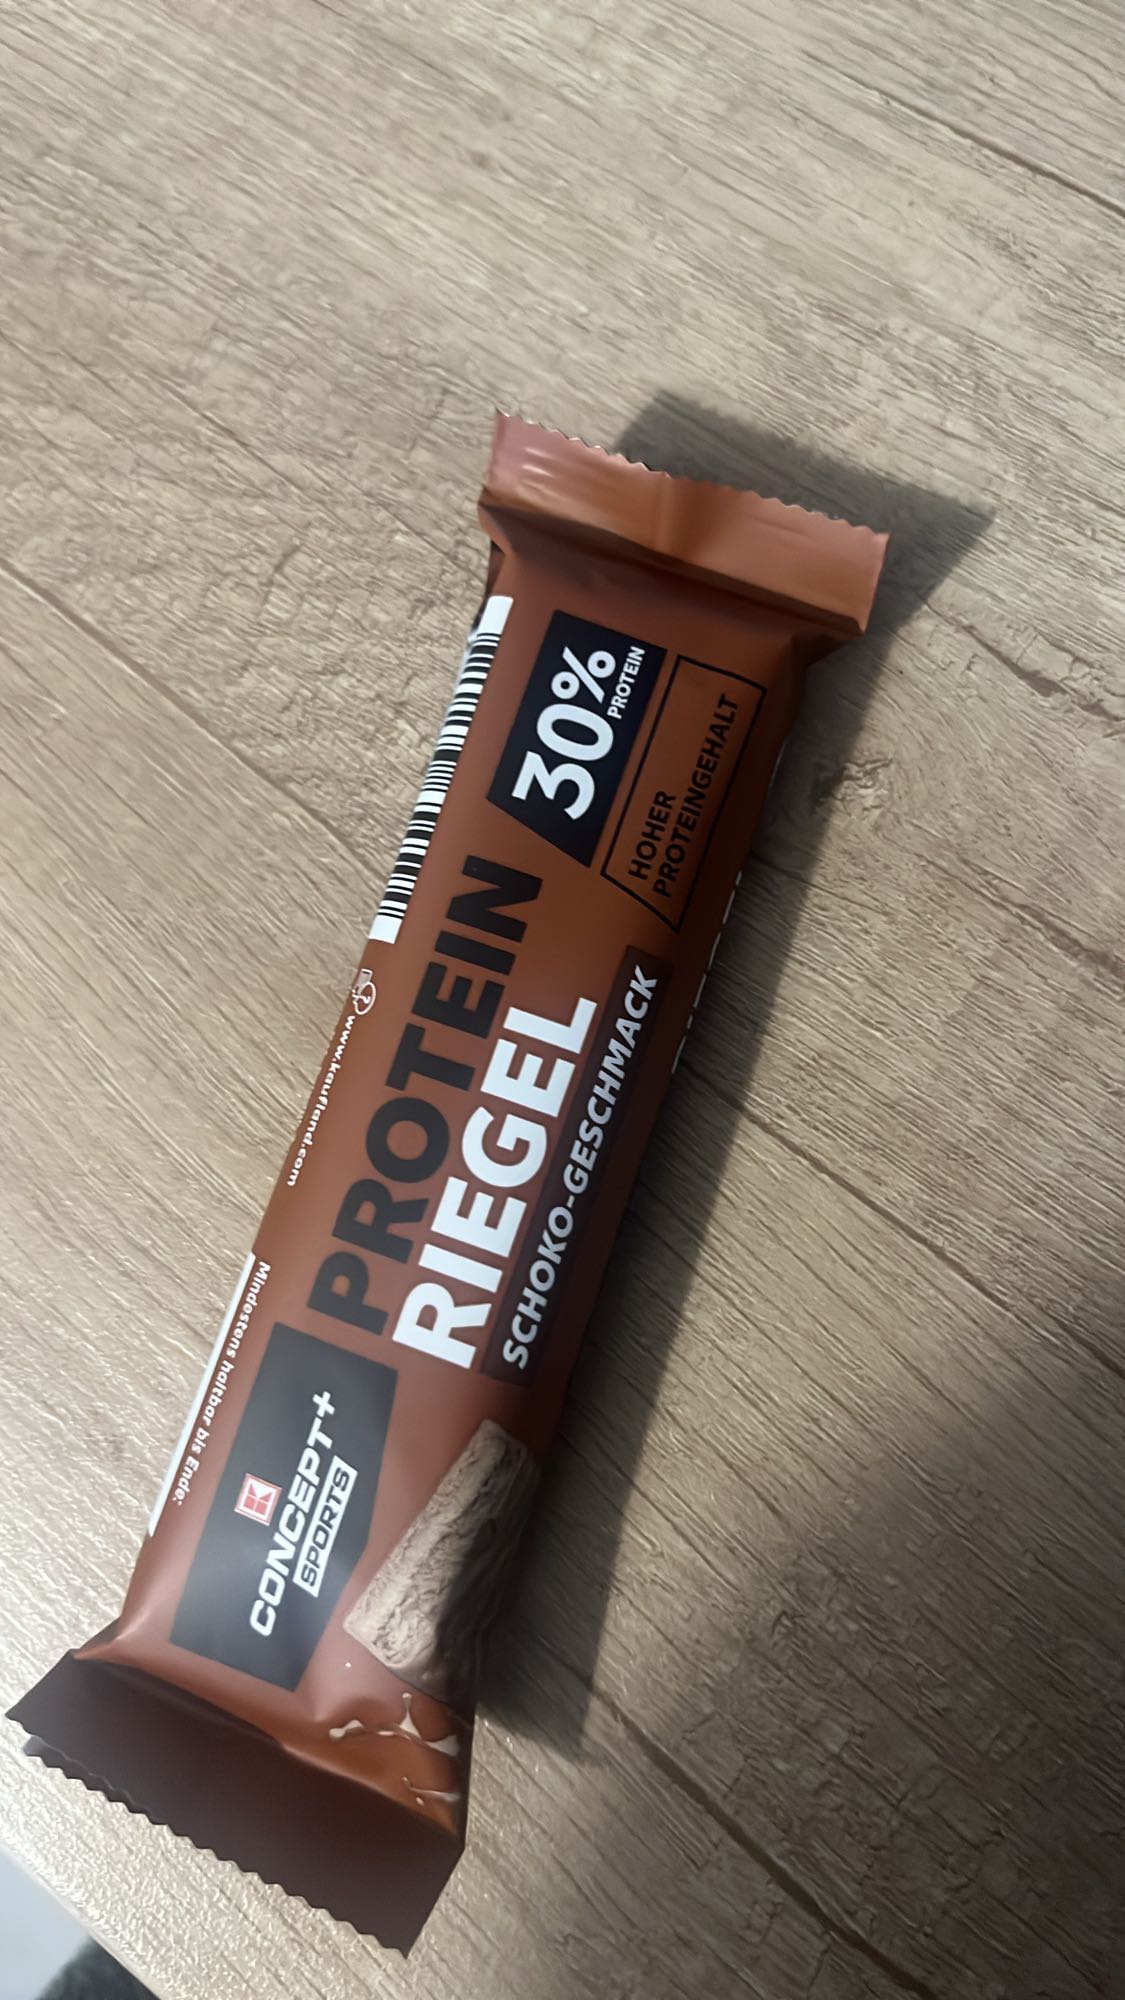 30%
PROTEIN
HOHER
PROTEINGEHALT
PROTEIN
RIEGEL
SCHOKO-GESCHMACK
K
CONCEPT+
SPORTS
www.kaufland.com
Mindestens haltbar bis Ende: